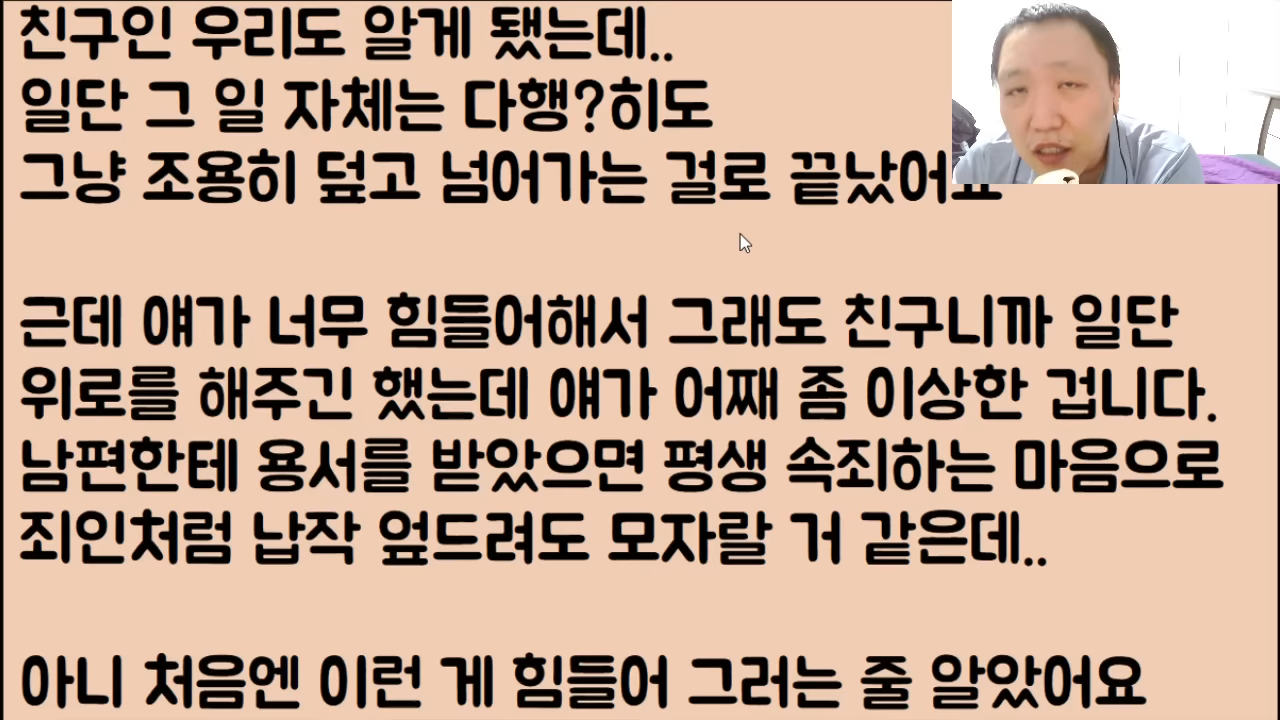 친구인 우리도 알게 됐는데..
일단 그 일 자체는 다행?히도
그냥 조용히 덮고 넘어가는 걸로 끝났어요
근데 얘가 너무 힘들어해서 그래도 친구니까 일단
위로를 해주긴 했는데 얘가 어째 좀 이상한 겁니다.
남편한테 용서를 받았으면 평생 속죄하는 마음으로
죄인처럼 납작 엎드려도 모자랄 거 같은데..
아니 처음엔 이런 게 힘들어 그러는 줄 알았어요